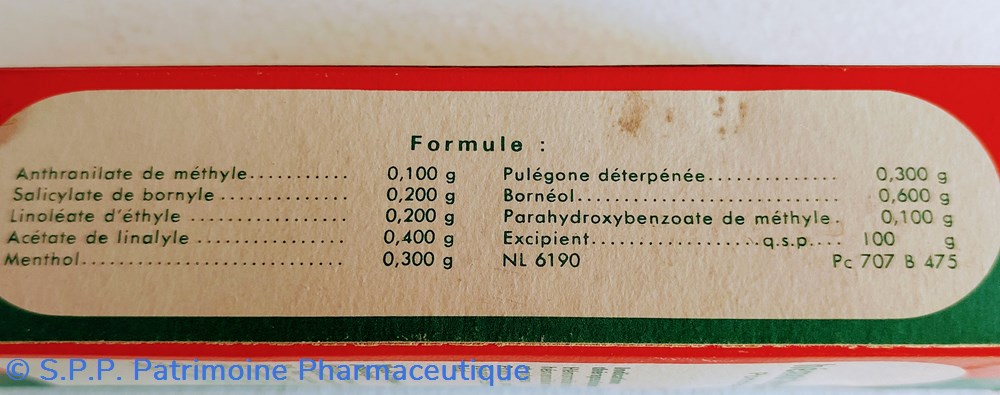 Formule :
Anthranilate de méthyle........... 0,100 g
Salicylate de bornyle ............... 0,200 g
Linoléate d'éthyle .................. 0,200 g
Acétate de linalyle ................. 0,400 g
Menthol.............................. 0,300 g
Pulégone déterpénée............... 0,300 g
Bornéol.............................. 0,600 g
Parahydroxybenzoate de méthyle. 0,100 g
Excipient....................q.s.p.... 100 g
NL 6190 Pc 707 B 475
© S.P.P. Patrimoine Pharmaceutique